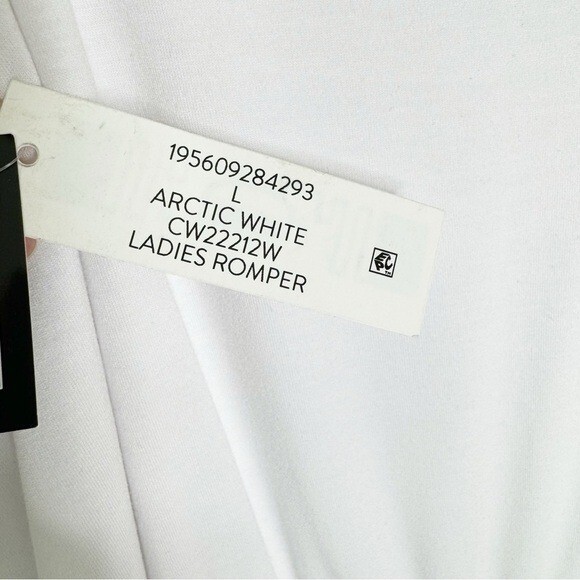 195609284293
L
ARCTIC WHITE
CW22212W
LADIES ROMPER